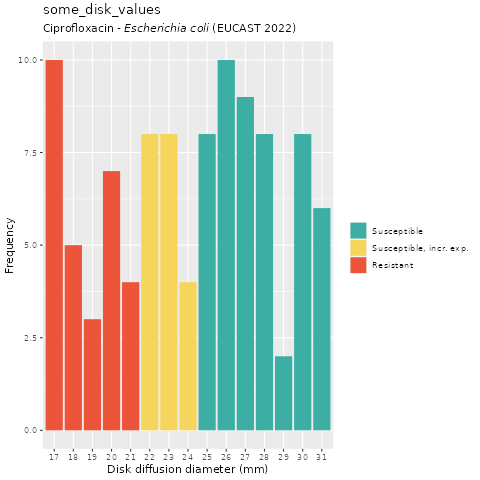 some_disk_values
Ciprofloxacin - Escherichia coli (EUCAST 2022)
10.0
7.5
5.0
2.5
0.0
Frequency
17 18 19 20 21 22 23 24 25 26 27 28 29 30 31
Disk diffusion diameter (mm)
Susceptible
Susceptible, incr. exp.
Resistant